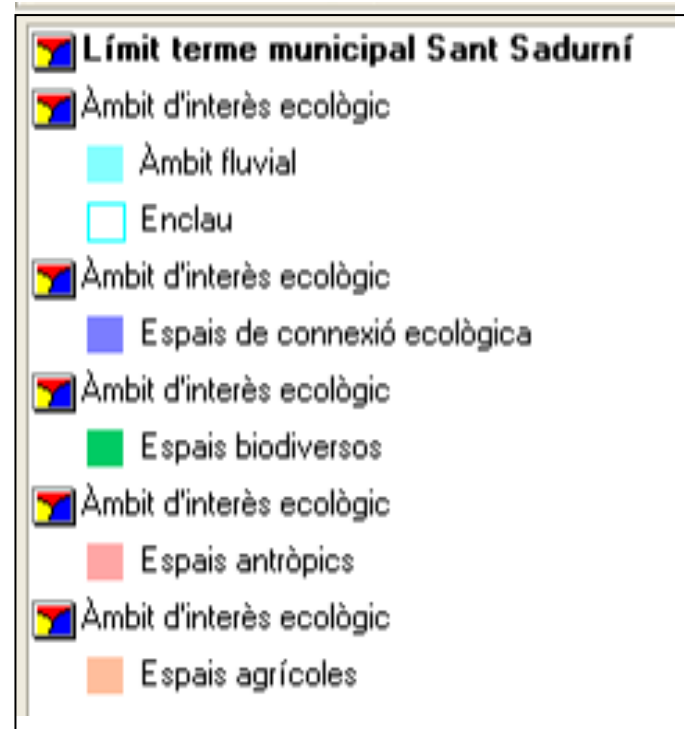 Límit terme municipal Sant Sadurní
Àmbit d'interès ecològic
Àmbit fluvial
Enclau
Àmbit d'interès ecològic
Espais de connexió ecològica
Àmbit d'interès ecològic
Espais biodiversos
Àmbit d'interès ecològic
Espais antròpics
Àmbit d'interès ecològic
Espais agrícoles